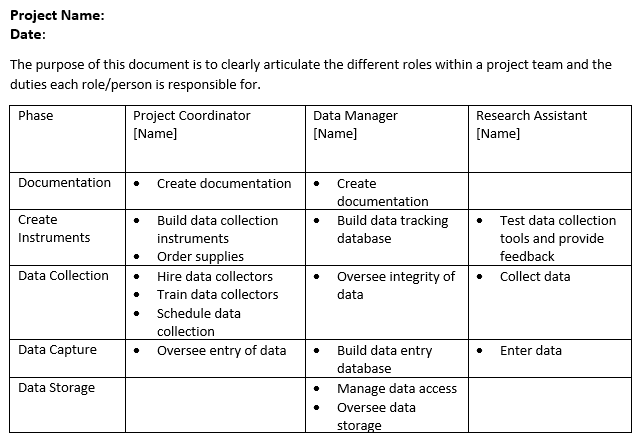 Project Name:
Date:
The purpose of this document is to clearly articulate the different roles within a project team and the
duties each role/person is responsible for.
Phase
Project Coordinator
[Name]
Data Manager
[Name]
Research Assistant
[Name]
Documentation
• Create documentation
• Create
documentation
Create
Instruments
• Build data collection
instruments
• Order supplies
• Build data tracking
database
• Test data collection
tools and provide
feedback
Data Collection
• Hire data collectors
• Train data collectors
• Schedule data
collection
• Oversee integrity of
data
• Collect data
Data Capture
• Oversee entry of data
• Build data entry
database
• Enter data
Data Storage
• Manage data access
• Oversee data
storage